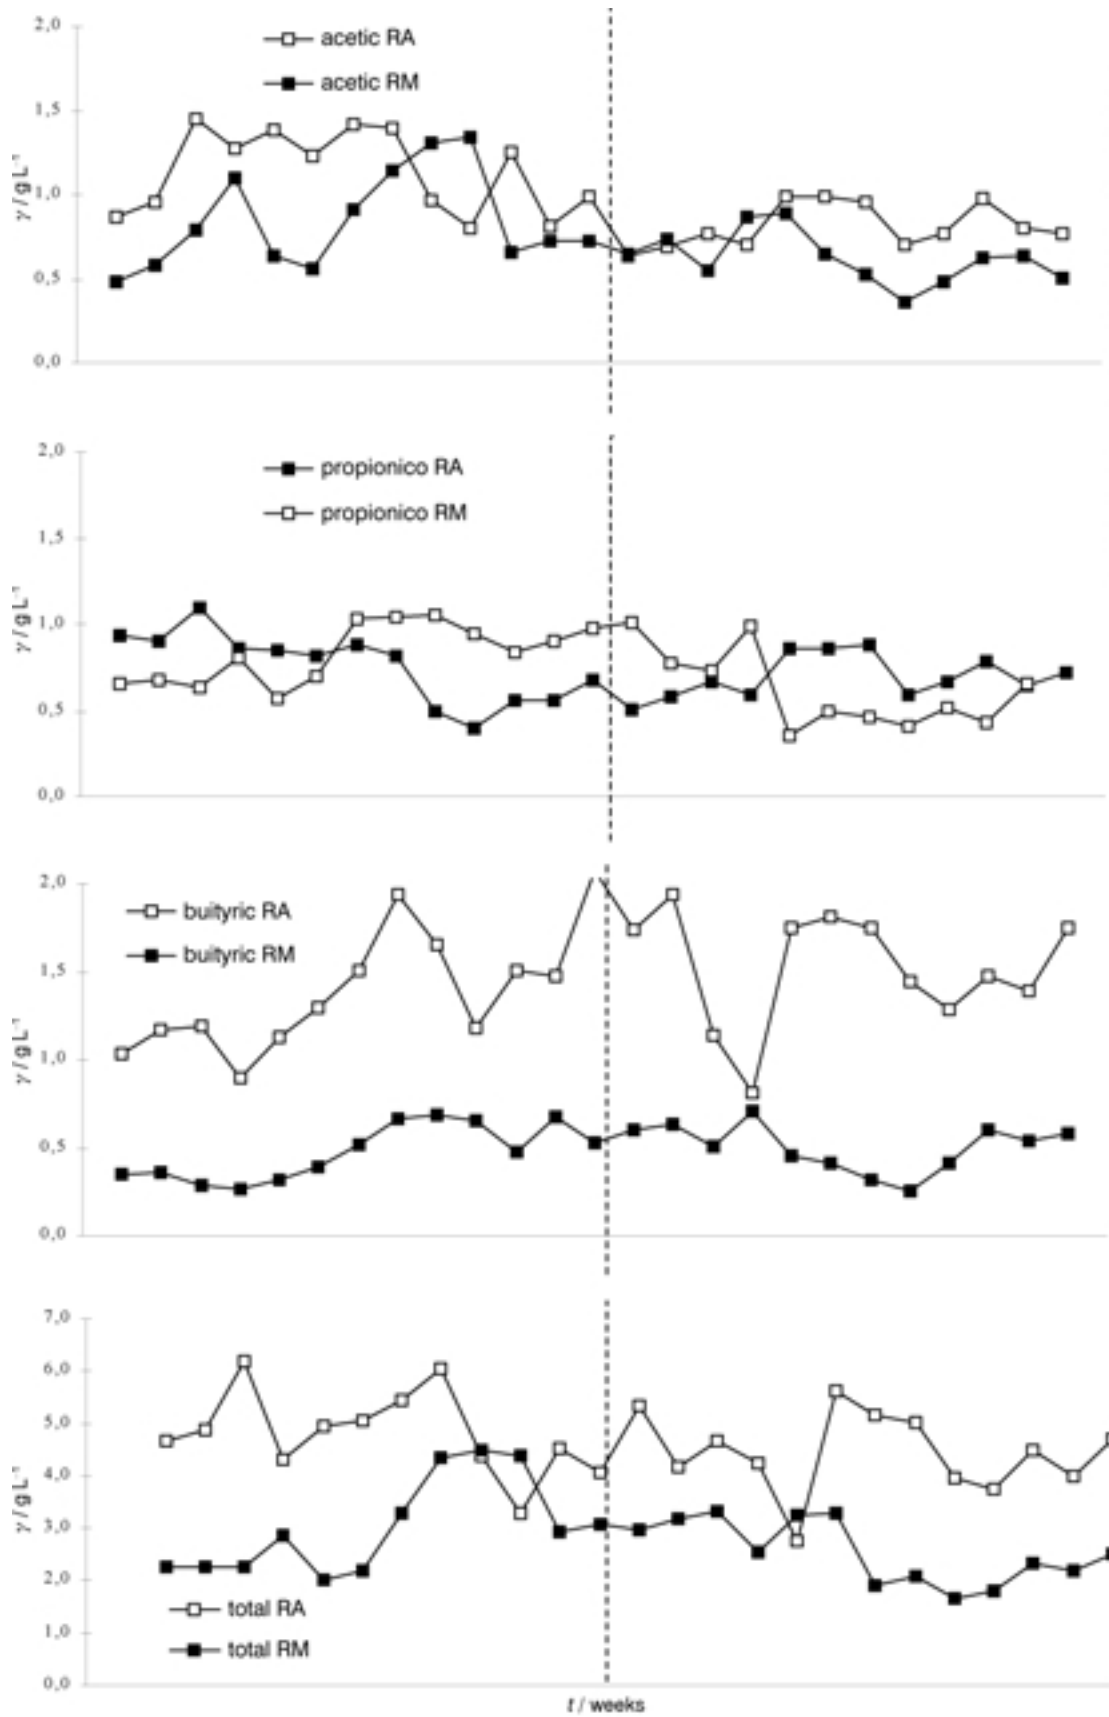 2,0
acetic RA
acetic RM
1,5
γ / g L⁻¹
1,0
0,5
0,0
2,0
propionico RA
propionico RM
1,5
γ / g L⁻¹
1,0
0,5
0,0
2,0
buityric RA
buityric RM
1,5
γ / g L⁻¹
1,0
0,5
0,0
7,0
6,0
5,0
4,0
γ / g L⁻¹
3,0
2,0
total RA
1,0
total RM
0,0
t / weeks